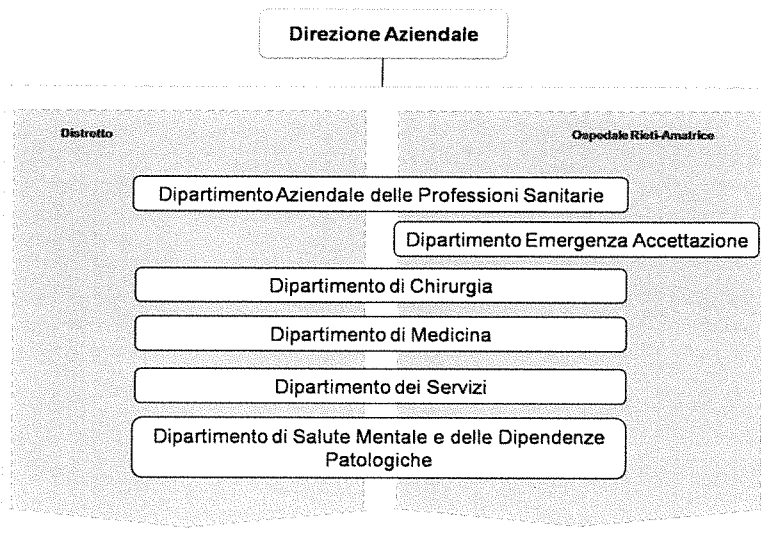 Direzione Aziendale
Distretto
Ospedale Rieti-Amatrice
Dipartimento Aziendale delle Professioni Sanitarie
Dipartimento Emergenza Accettazione
Dipartimento di Chirurgia
Dipartimento di Medicina
Dipartimento dei Servizi
Dipartimento di Salute Mentale e delle Dipendenze
Patologiche